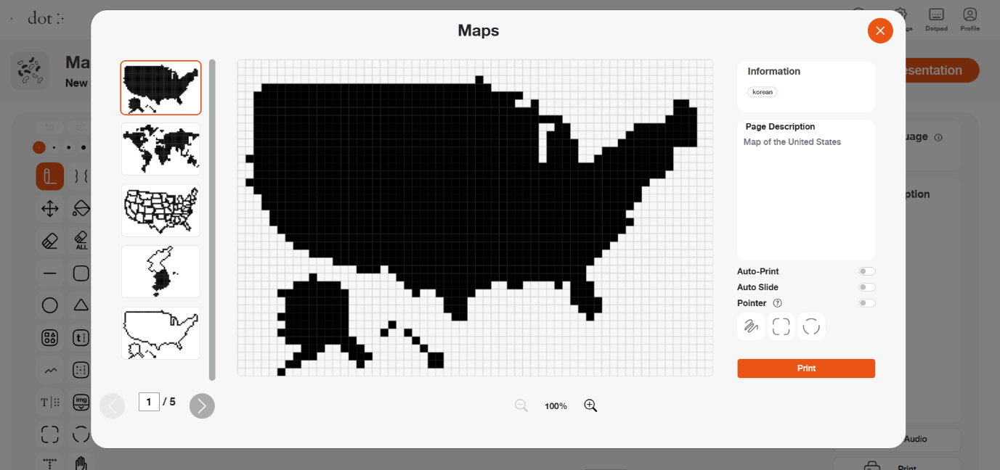 dot
Maps
Dotpad
Profile
Ma
New
esentation
Information
korean
Page Description
Map of the United States
uage
ption
ALL
Auto-Print
Auto Slide
Pointer ?
t
T
img
Print
1 / 5
100%
Audio
Print